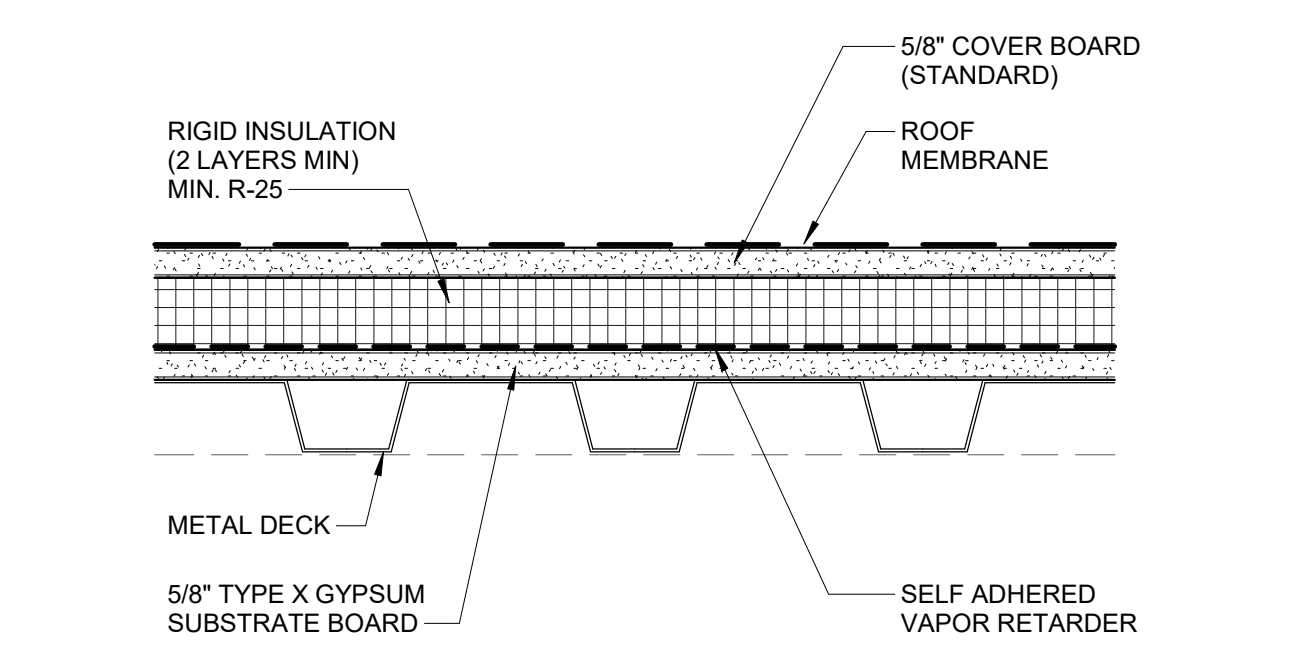 5/8" COVER BOARD
(STANDARD)
RIGID INSULATION
(2 LAYERS MIN)
MIN. R-25
ROOF
MEMBRANE
METAL DECK
5/8" TYPE X GYPSUM
SUBSTRATE BOARD
SELF ADHERED
VAPOR RETARDER